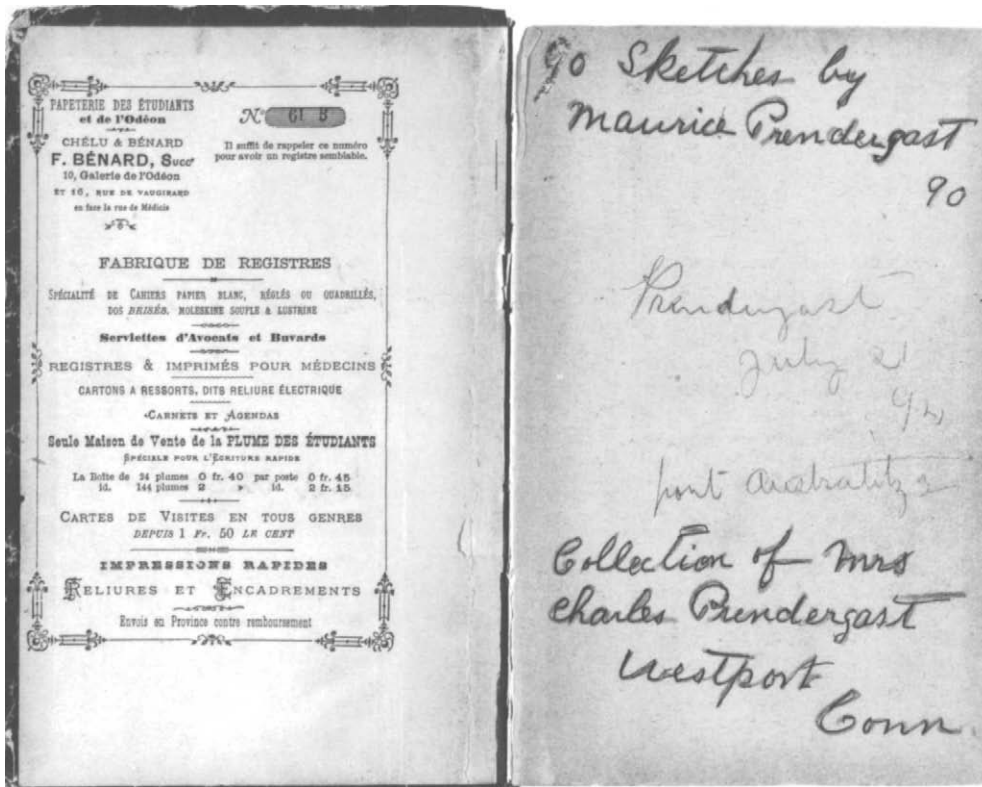 PAPETERIE DES ÉTUDIANTS
et de l'Odéon
CHÉLU & BÉNARD
F. BÉNARD, Succr
10, Galerie de l'Odéon
ET 16, RUE DE VAUGIRARD
en face la rue de Médicis
No
Il suffit de rappeler ce numéro
pour avoir un registre semblable.
FABRIQUE DE REGISTRES
SPÉCIALITÉ DE CAHIERS PAPIER BLANC, RÉGLÉS OU QUADRILLÉS,
DOS BRISÉS, MOLESKINE SOUPLE & LUSTRINE
Serviettes d'Avocats et Buvards
REGISTRES & IMPRIMÉS POUR MÉDECINS
CARTONS A RESSORTS, DITS RELIURE ÉLECTRIQUE
CARNETS ET AGENDAS
Seule Maison de Vente de la PLUME DES ÉTUDIANTS
SPÉCIALE POUR L'ÉCRITURE RAPIDE
La Boîte de 24 plumes 0 fr. 40 par poste 0 fr. 45
id. 144 plumes 2 » id. 2 fr. 15
CARTES DE VISITES EN TOUS GENRES
DEPUIS 1 Fr. 50 LE CENT
IMPRESSIONS RAPIDES
RELIURES ET ENCADREMENTS
Envois en Province contre remboursement
90 Sketches by
Maurice Prendergast
90
Prendergast
July 21
92
pont
Collection of Mrs
Charles Prendergast
Westport
Conn.